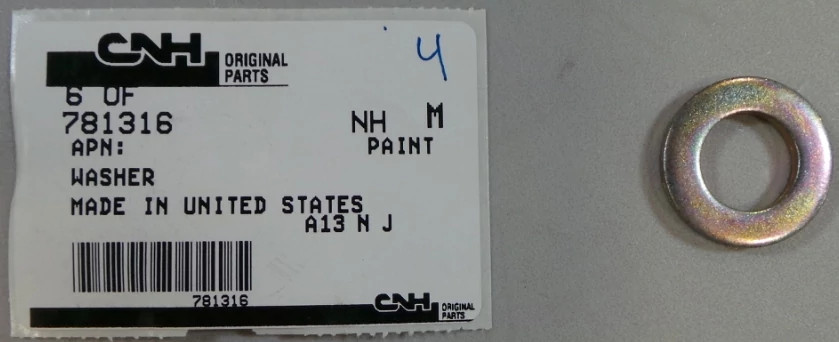 CNH ORIGINAL PARTS
4
6 OF
781316 NH M
APN: PAINT
WASHER
MADE IN UNITED STATES
A13 N J
781316
CNH ORIGINAL PARTS